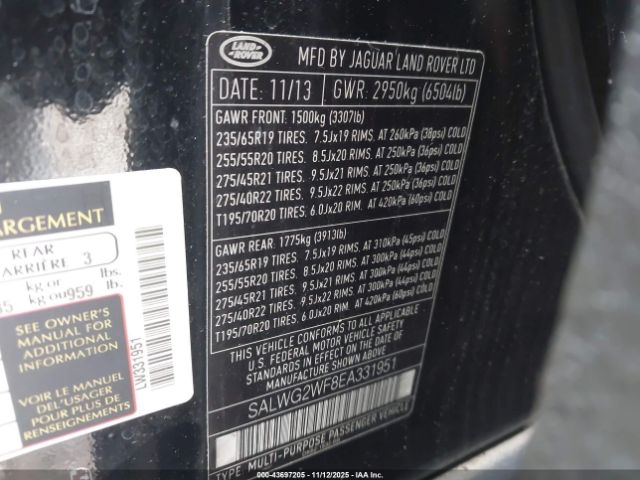 LAND-
ROVER
MFD BY JAGUAR LAND ROVER LTD
DATE: 11/13 GWR: 2950kg (6504lb)
GAWR FRONT: 1500kg (3307lb)
235/65R19 TIRES. 7.5Jx19 RIMS. AT 260kPa (38psi) COLD
255/55R20 TIRES. 8.5Jx20 RIMS. AT 250kPa (36psi) COLD
275/45R21 TIRES. 9.5Jx21 RIMS. AT 250kPa (36psi) COLD
275/40R22 TIRES. 9.5Jx22 RIMS. AT 250kPa (36psi) COLD
T195/70R20 TIRES. 6.0Jx20 RIM. AT 420kPa (60psi) COLD
GAWR REAR: 1775kg (3913lb)
235/65R19 TIRES. 7.5Jx19 RIMS. AT 310kPa (45psi) COLD
255/55R20 TIRES. 8.5Jx20 RIMS. AT 300kPa (44psi) COLD
275/45R21 TIRES. 9.5Jx21 RIMS. AT 300kPa (44psi) COLD
275/40R22 TIRES. 9.5Jx22 RIMS. AT 300kPa (44psi) COLD
T195/70R20 TIRES. 6.0Jx20 RIM. AT 420kPa (60psi) COLD
THIS VEHICLE CONFORMS TO ALL APPLICABLE
U.S. FEDERAL MOTOR VEHICLE SAFETY
STANDARDS IN EFFECT ON THE DATE OF
MANUFACTURE SHOWN ABOVE.
SALWG2WF8EA331951
TYPE: MULTI-PURPOSE PASSENGER VEHICLE
ARGEMENT
REAR
ARRIÈRE 3
kg or lbs.
kg ou 959 lb.
SEE OWNER'S
MANUAL FOR
ADDITIONAL
INFORMATION
VOIR LE MANUEL
DU PROPRIÉTAIRE
POUR PLUS DE
RENSEIGNEMENTS
LW331951
© IAA 00-43697205 - 11/12/2025 - IAAI.COM